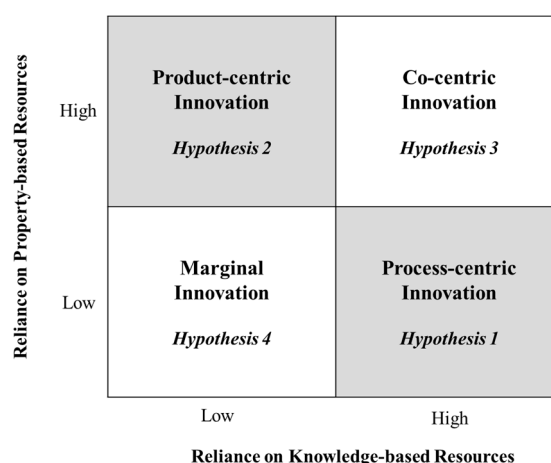 Reliance on Property-based Resources
High
Product-centric
Innovation
Hypothesis 2
Co-centric
Innovation
Hypothesis 3
Low
Marginal
Innovation
Hypothesis 4
Process-centric
Innovation
Hypothesis 1
Low
High
Reliance on Knowledge-based Resources